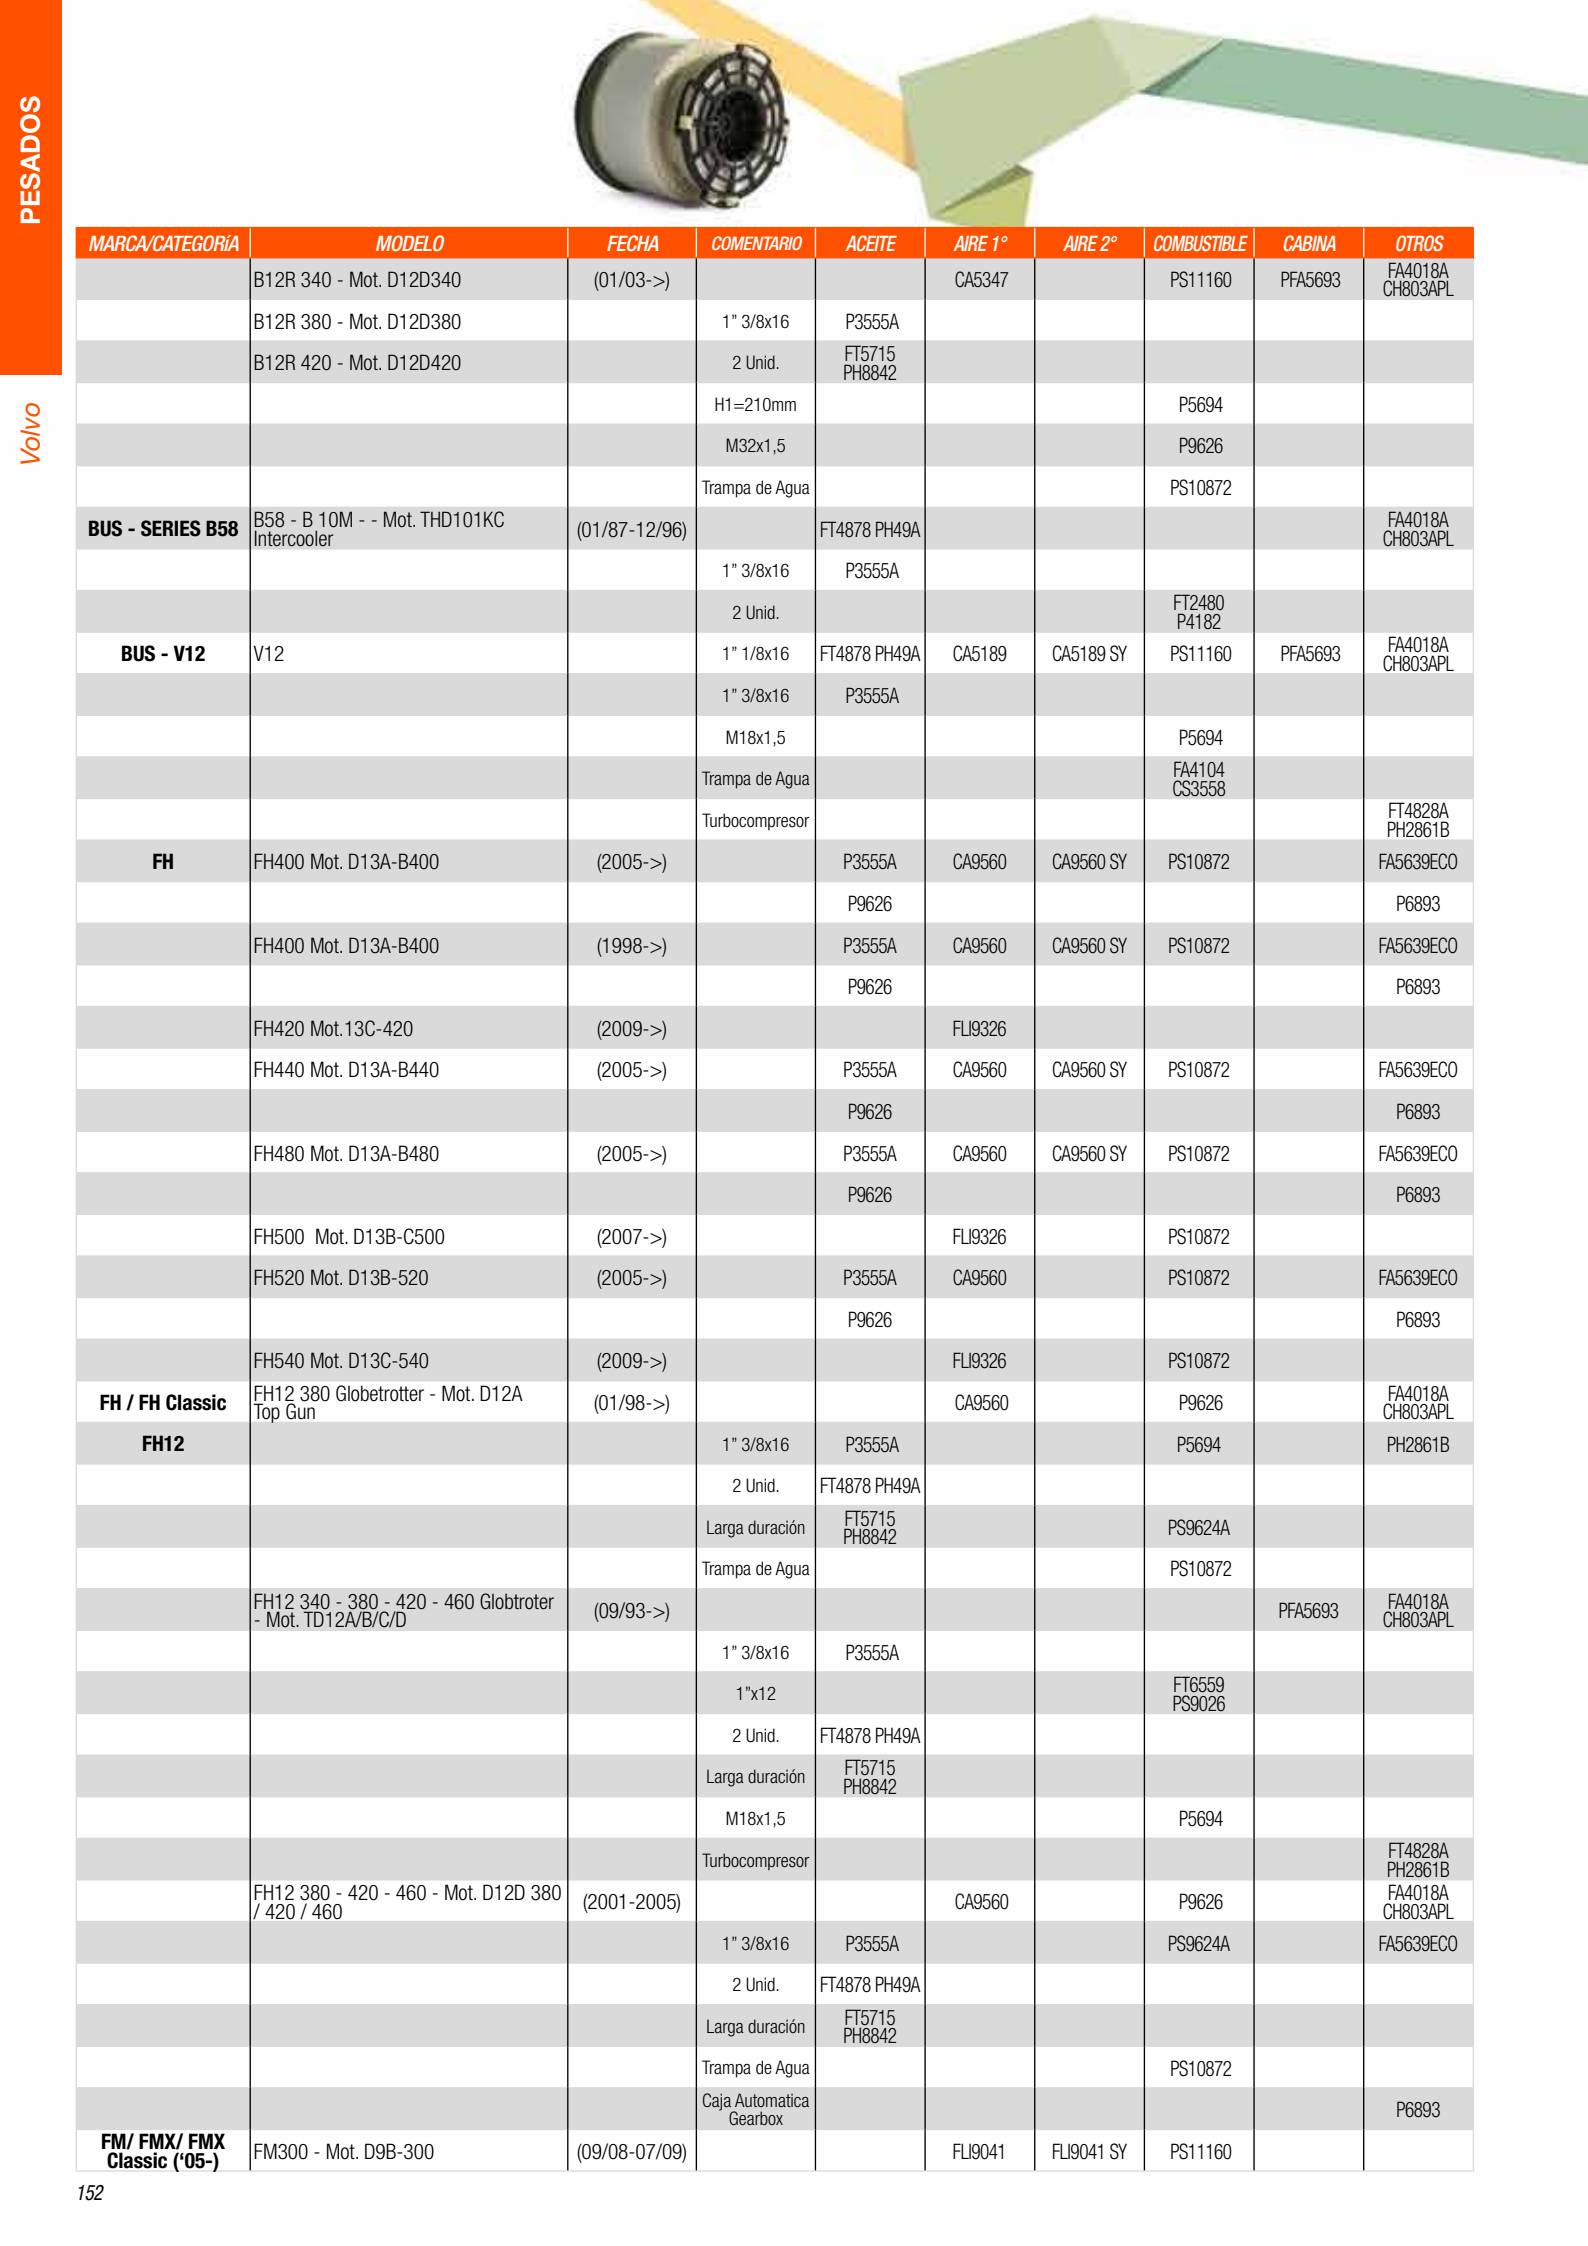 PESADOS
Volvo
MARCA/CATEGORíA MODELO FECHA COMENTARIO ACEITE AIRE 1° AIRE 2° COMBUSTIBLE CABINA OTROS
B12R 340 - Mot. D12D340 (01/03->) CA5347 PS11160 PFA5693 FA4018A CH803APL
B12R 380 - Mot. D12D380 1” 3/8x16 P3555A
B12R 420 - Mot. D12D420 2 Unid. FT5715 PH8842
H1=210mm P5694
M32x1,5 P9626
Trampa de Agua PS10872
BUS - SERIES B58 B58 - B 10M - - Mot. THD101KC Intercooler (01/87-12/96) FT4878 PH49A FA4018A CH803APL
1” 3/8x16 P3555A
2 Unid. FT2480 P4182
BUS - V12 V12 1” 1/8x16 FT4878 PH49A CA5189 CA5189 SY PS11160 PFA5693 FA4018A CH803APL
1” 3/8x16 P3555A
M18x1,5 P5694
Trampa de Agua FA4104 CS3558
Turbocompresor FT4828A PH2861B
FH FH400 Mot. D13A-B400 (2005->) P3555A CA9560 CA9560 SY PS10872 FA5639ECO
P9626 P6893
FH400 Mot. D13A-B400 (1998->) P3555A CA9560 CA9560 SY PS10872 FA5639ECO
P9626 P6893
FH420 Mot.13C-420 (2009->) FLI9326
FH440 Mot. D13A-B440 (2005->) P3555A CA9560 CA9560 SY PS10872 FA5639ECO
P9626 P6893
FH480 Mot. D13A-B480 (2005->) P3555A CA9560 CA9560 SY PS10872 FA5639ECO
P9626 P6893
FH500 Mot. D13B-C500 (2007->) FLI9326 PS10872
FH520 Mot. D13B-520 (2005->) P3555A CA9560 PS10872 FA5639ECO
P9626 P6893
FH540 Mot. D13C-540 (2009->) FLI9326 PS10872
FH / FH Classic FH12 380 Globetrotter - Mot. D12A Top Gun (01/98->) CA9560 P9626 FA4018A CH803APL
FH12 1” 3/8x16 P3555A P5694 PH2861B
2 Unid. FT4878 PH49A
Larga duración FT5715 PH8842 PS9624A
Trampa de Agua PS10872
FH12 340 - 380 - 420 - 460 Globtroter - Mot. TD12A/B/C/D (09/93->) PFA5693 FA4018A CH803APL
1” 3/8x16 P3555A
1”x12 FT6559 PS9026
2 Unid. FT4878 PH49A
Larga duración FT5715 PH8842
M18x1,5 P5694
Turbocompresor FT4828A PH2861B
FH12 380 - 420 - 460 - Mot. D12D 380 / 420 / 460 (2001-2005) CA9560 P9626 FA4018A CH803APL
1” 3/8x16 P3555A PS9624A FA5639ECO
2 Unid. FT4878 PH49A
Larga duración FT5715 PH8842
Trampa de Agua PS10872
Caja Automatica Gearbox P6893
FM/ FMX/ FMX Classic (‘05-) FM300 - Mot. D9B-300 (09/08-07/09) FLI9041 FLI9041 SY PS11160
152